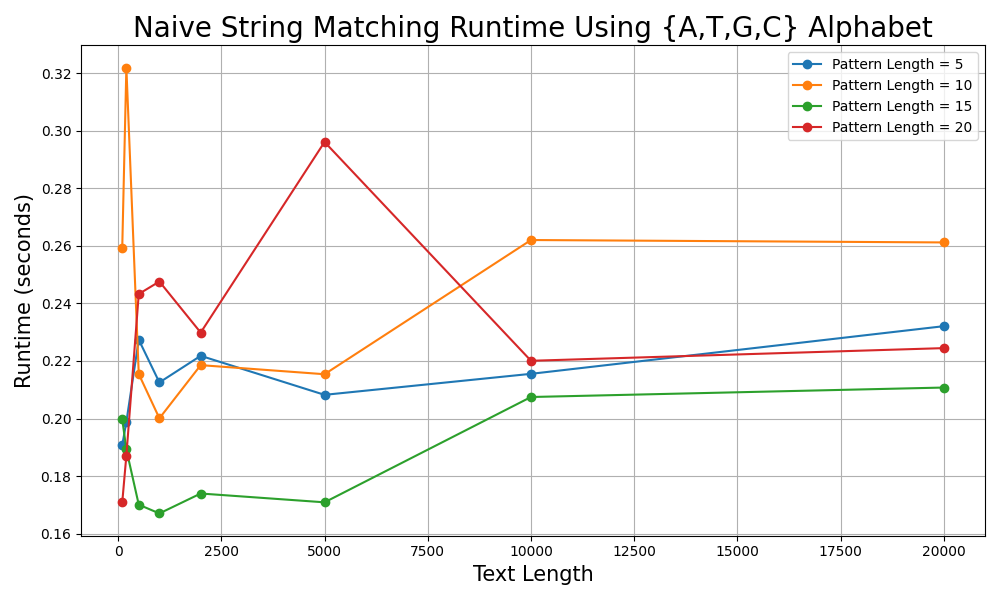 Naive String Matching Runtime Using {A,T,G,C} Alphabet
Pattern Length = 5
Pattern Length = 10
Pattern Length = 15
Pattern Length = 20
Runtime (seconds)
0.32
0.30
0.28
0.26
0.24
0.22
0.20
0.18
0.16
0 2500 5000 7500 10000 12500 15000 17500 20000
Text Length